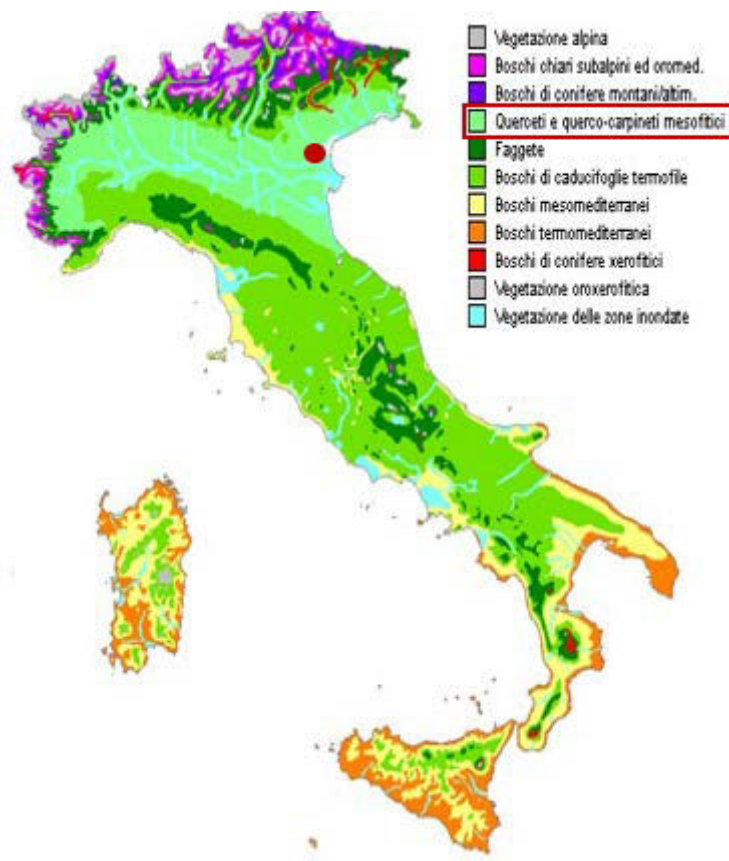 Vegetazione alpina
Boschi chiari subalpini ed oromed.
Boschi di conifere montani/altim.
Querceti e querco-carpineti mesofitici
Faggete
Boschi di caducifoglie termofile
Boschi mesomediterranei
Boschi termomediterranei
Boschi di conifere xerofitici
Vegetazione oroxerofitica
Vegetazione delle zone inondate